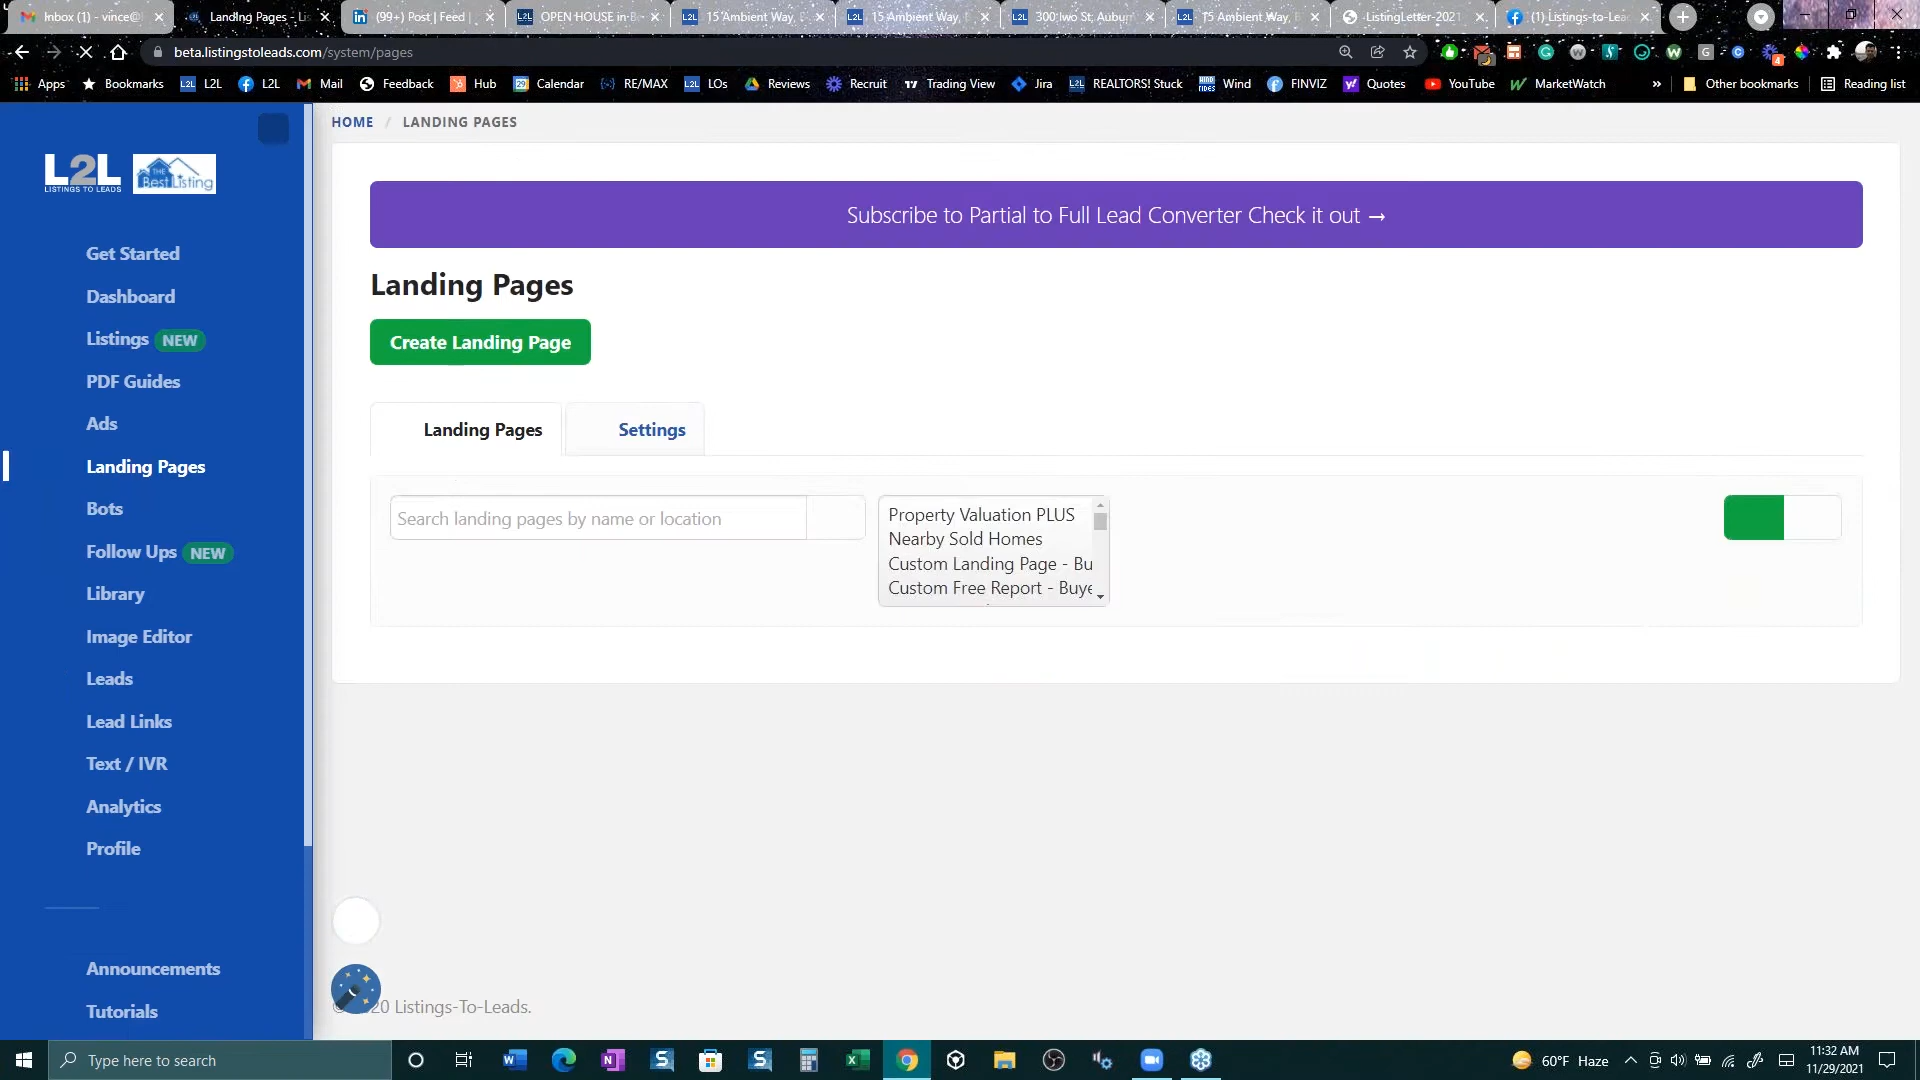 Inbox (1) - vince@
Landing Pages - Lis
(99+) Post | Feed |
OPEN HOUSE in Be
15 Ambient Way,
15 Ambient Way,
300 Iwo St, Auburn
15 Ambient Way,
ListingLetter-2021
(1) Listings-to-Lead
beta.listingstoleads.com/system/pages
Apps
Bookmarks
L2L
L2L
Mail
Feedback
Hub
Calendar
RE/MAX
LOs
Reviews
Recruit
Trading View
Jira
REALTORS! Stuck
Wind
FINVIZ
Quotes
YouTube
MarketWatch
»
Other bookmarks
Reading list
HOME / LANDING PAGES
L2L
LISTINGS TO LEADS
THE
BestListing
Get Started
Dashboard
Listings NEW
PDF Guides
Ads
Landing Pages
Bots
Follow Ups NEW
Library
Image Editor
Leads
Lead Links
Text / IVR
Analytics
Profile
Announcements
Tutorials
Subscribe to Partial to Full Lead Converter Check it out →
Landing Pages
Create Landing Page
Landing Pages
Settings
Search landing pages by name or location
Property Valuation PLUS
Nearby Sold Homes
Custom Landing Page - Bu
Custom Free Report - Buye
20 Listings-To-Leads.
Type here to search
60°F Haze
11:32 AM
11/29/2021